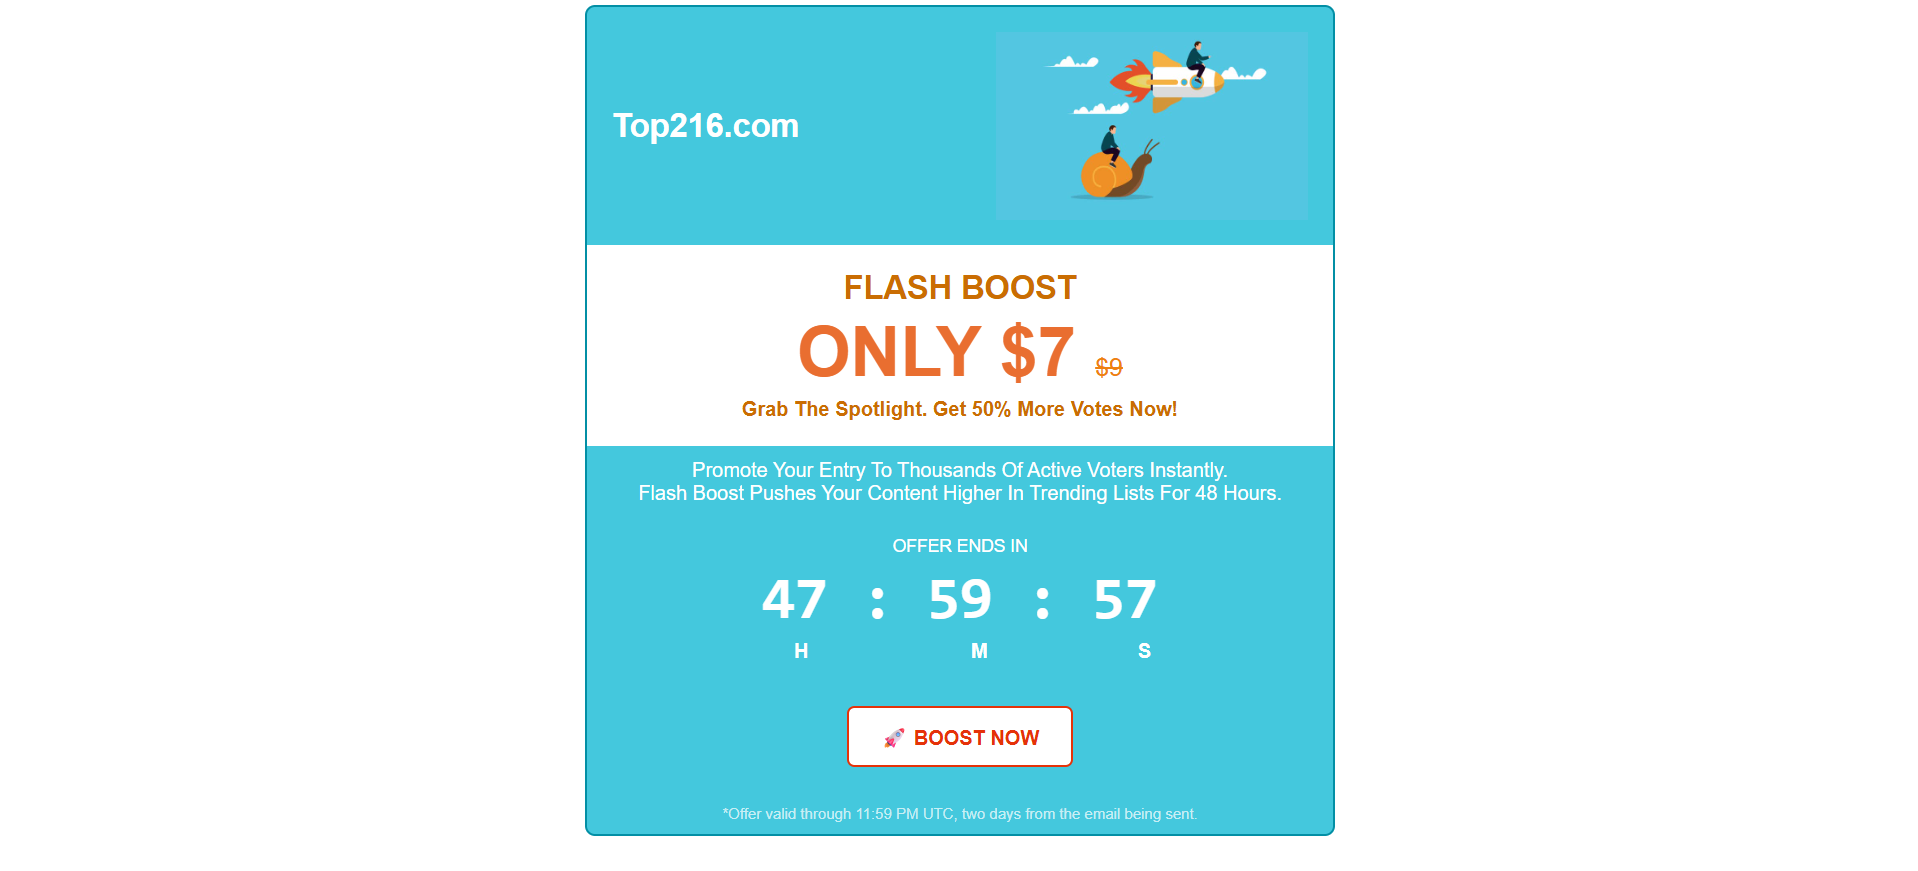 Top216.com
FLASH BOOST
ONLY $7 $9
Grab The Spotlight. Get 50% More Votes Now!
Promote Your Entry To Thousands Of Active Voters Instantly.
Flash Boost Pushes Your Content Higher In Trending Lists For 48 Hours.
OFFER ENDS IN
47 : 59 : 57
H M S
🚀 BOOST NOW
*Offer valid through 11:59 PM UTC, two days from the email being sent.